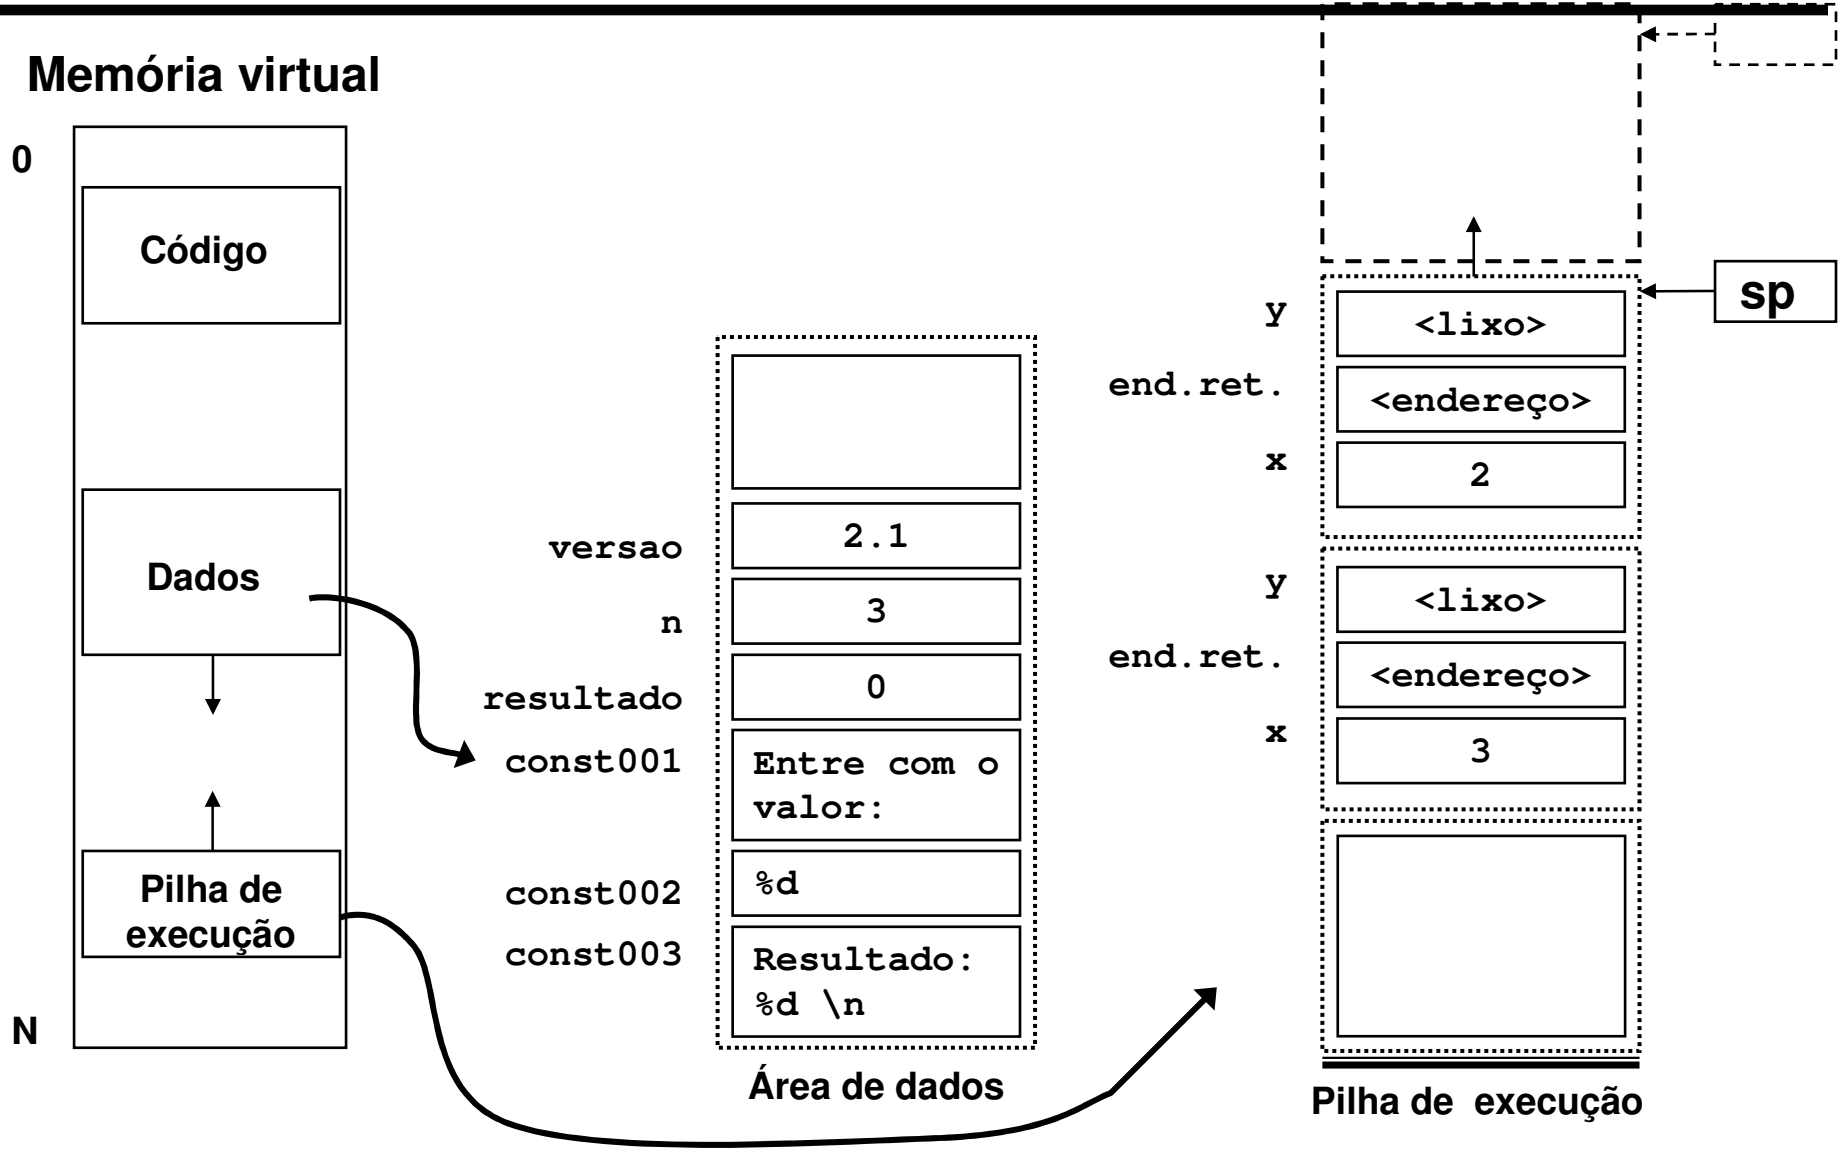 Memória virtual
0
Código
Dados
Pilha de
execução
N
versao
2.1
n
3
resultado
0
const001
Entre com o
valor:
const002
%d
const003
Resultado:
%d \n
Área de dados
sp
y
<lixo>
end.ret.
<endereço>
x
2
y
<lixo>
end.ret.
<endereço>
x
3
Pilha de execução